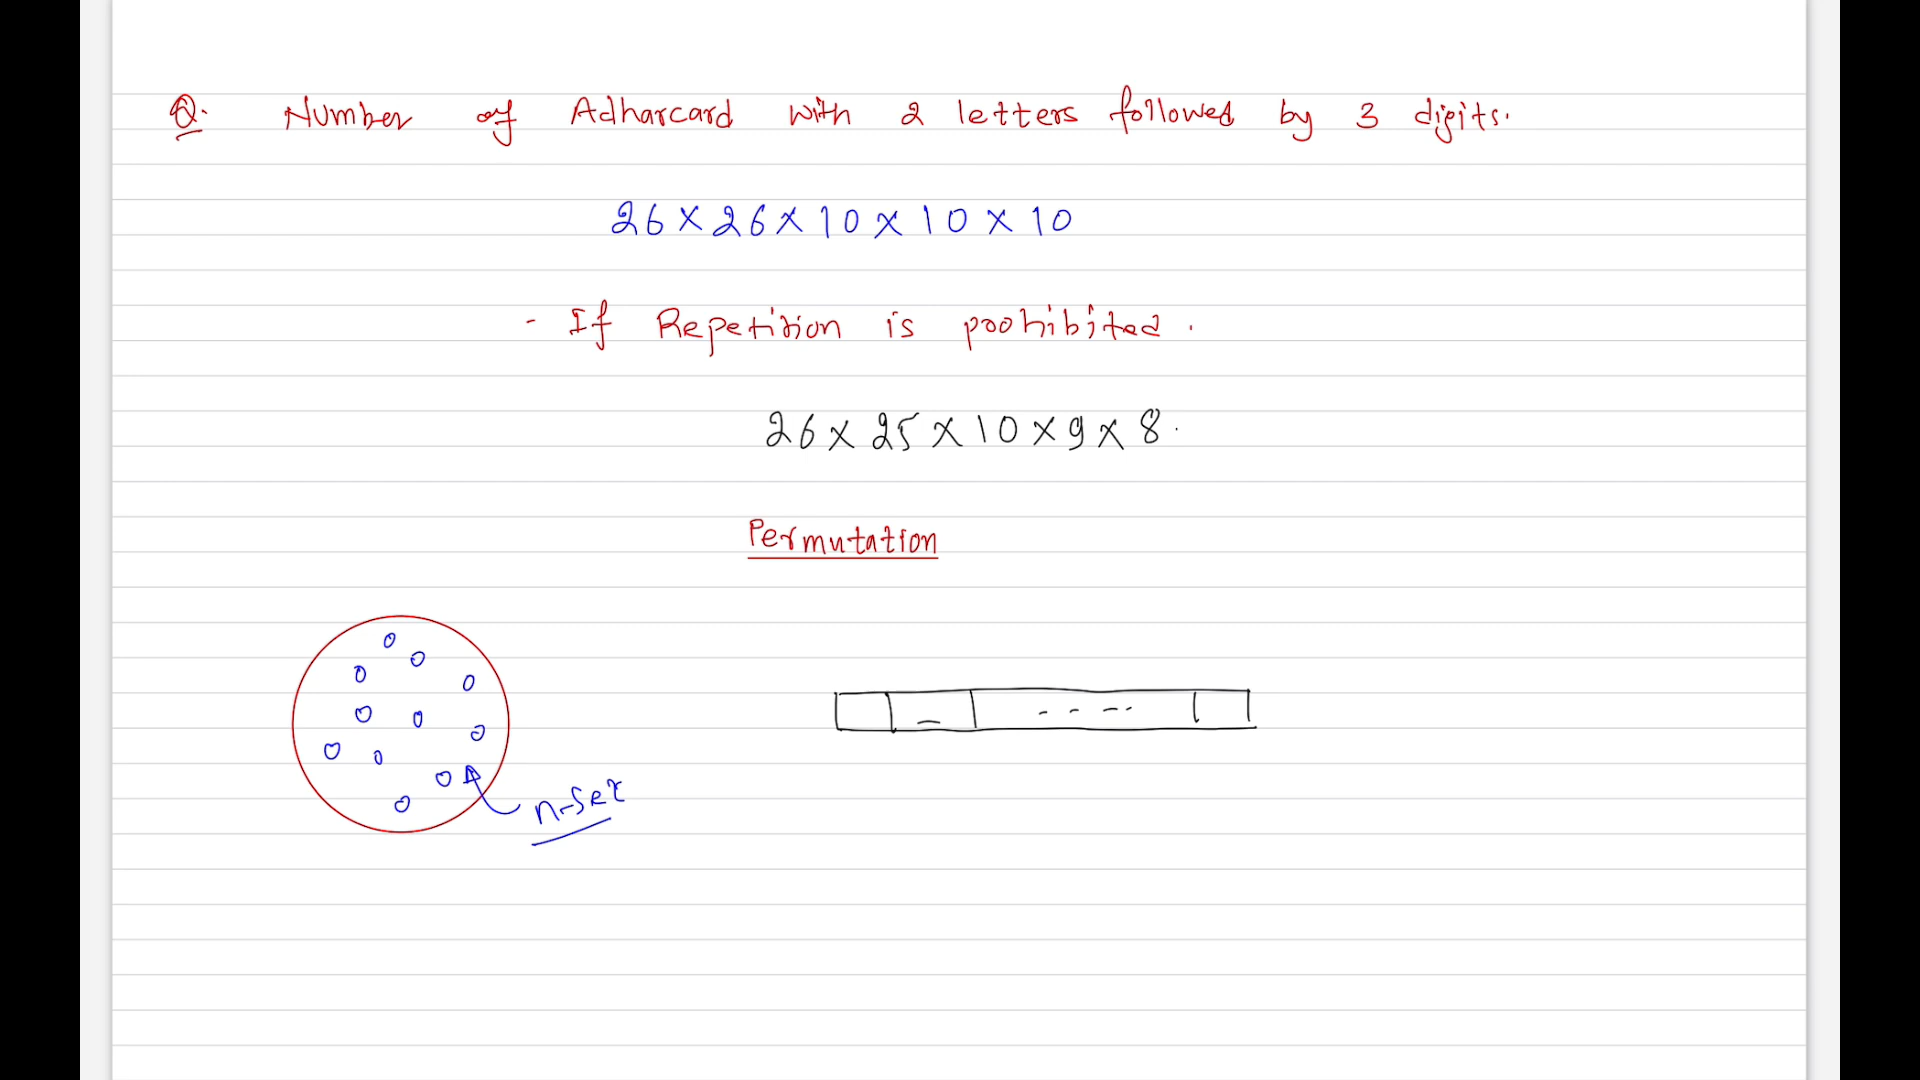 Q. Number of Adharcard with 2 letters followed by 3 digits.
26 × 26 × 10 × 10 × 10
- If Repetition is prohibited.
26 × 25 × 10 × 9 × 8.
Permutation
n-set